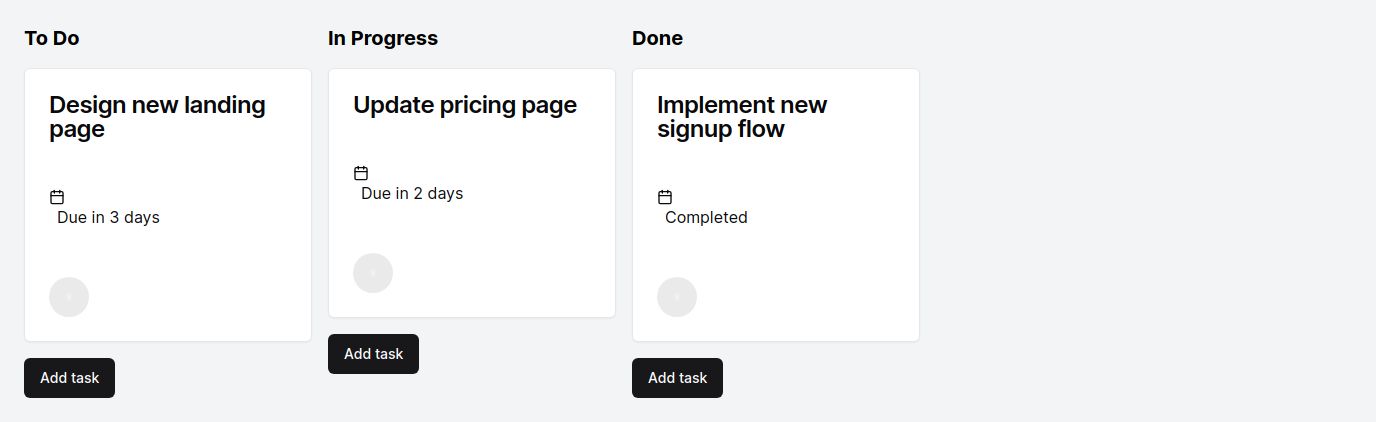 To Do
Design new landing
page
Due in 3 days
Add task
In Progress
Update pricing page
Due in 2 days
Add task
Done
Implement new
signup flow
Completed
Add task